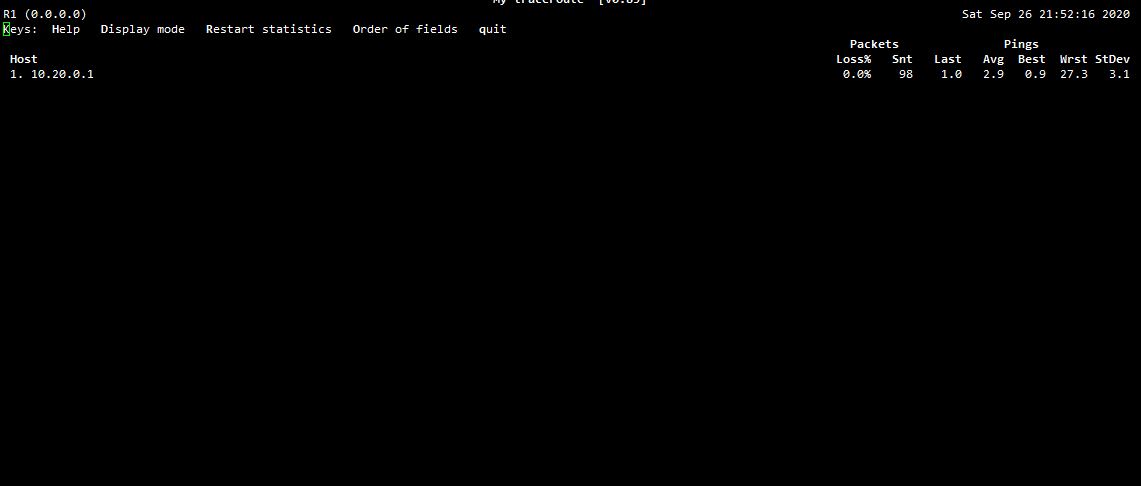 My traceroute [v0.85]
R1 (0.0.0.0) Sat Sep 26 21:52:16 2020
Keys: Help Display mode Restart statistics Order of fields quit
Packets Pings
Host Loss% Snt Last Avg Best Wrst StDev
1. 10.20.0.1 0.0% 98 1.0 2.9 0.9 27.3 3.1